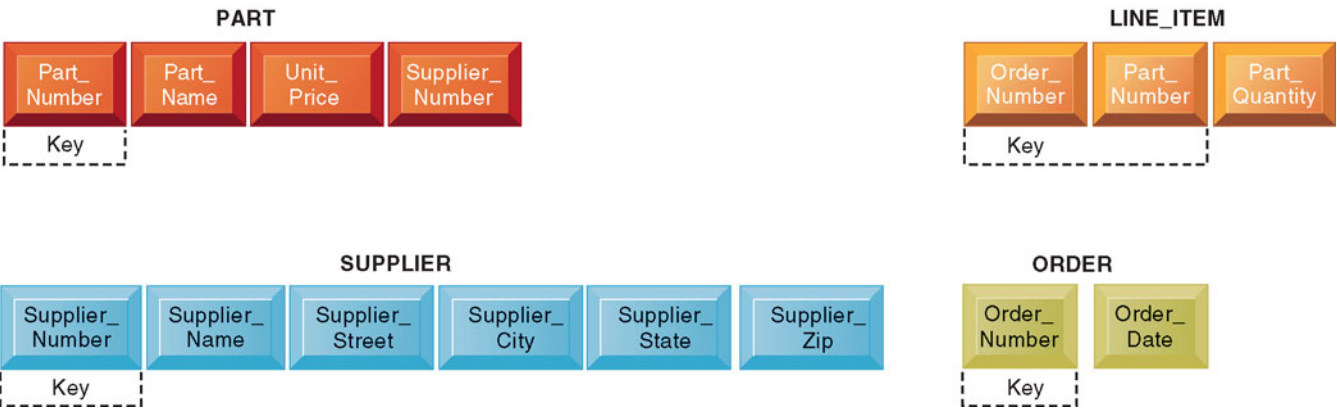 PART
Part_
Number
Part_
Name
Unit_
Price
Supplier_
Number
Key
LINE_ITEM
Order_
Number
Part_
Number
Part_
Quantity
Key
SUPPLIER
Supplier_
Number
Supplier_
Name
Supplier_
Street
Supplier_
City
Supplier_
State
Supplier_
Zip
Key
ORDER
Order_
Number
Order_
Date
Key